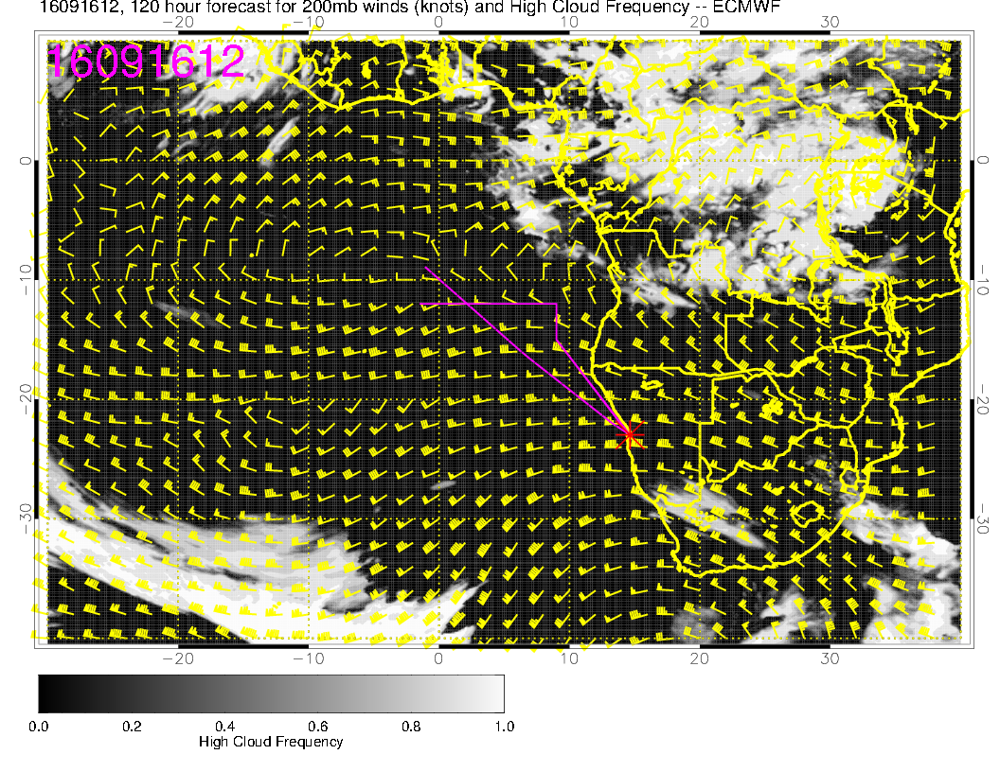 16091612, 120 hour forecast for 200mb winds (knots) and High Cloud Frequency -- ECMWF
−20 −10 0 10 20 30
16091612
0 0
−10 −10
−20 −20
−30 −30
−20 −10 0 10 20 30
0.0 0.2 0.4 0.6 0.8 1.0
High Cloud Frequency